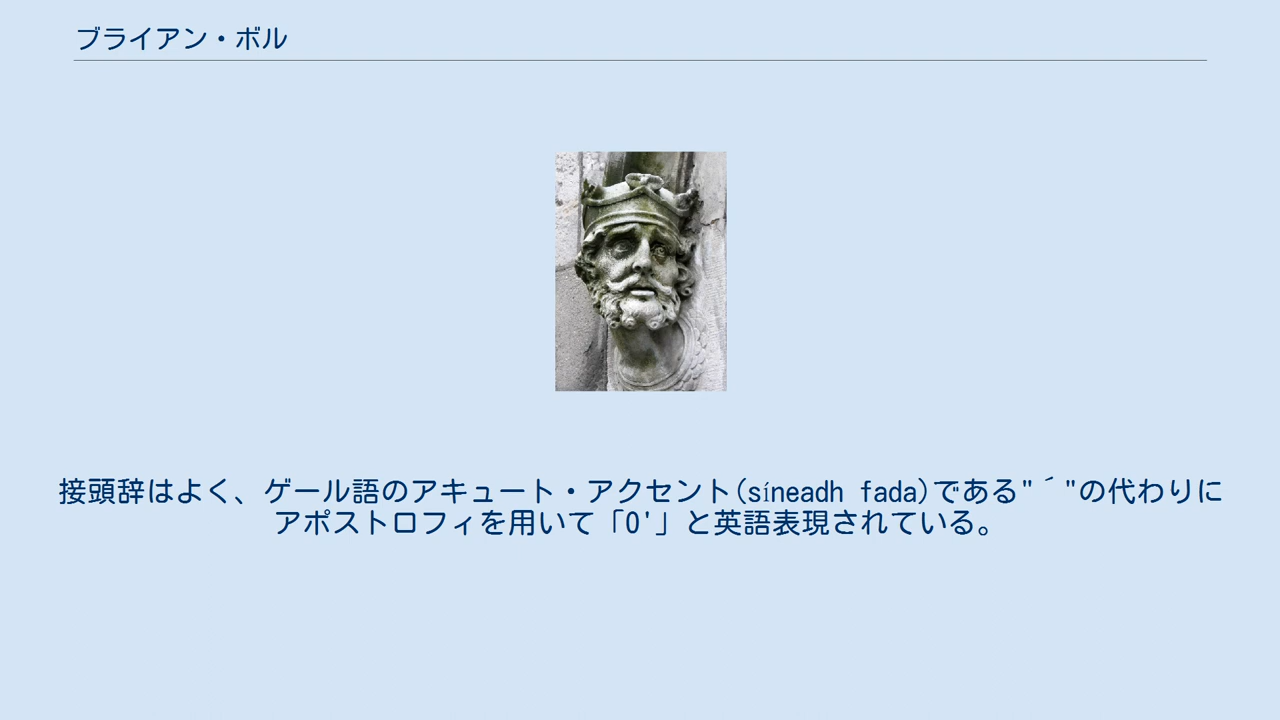 ブライアン・ボル
接頭辞はよく、ゲール語のアキュート・アクセント(síneadh fada)である"´"の代わりに
アポストロフィを用いて「O'」と英語表現されている。